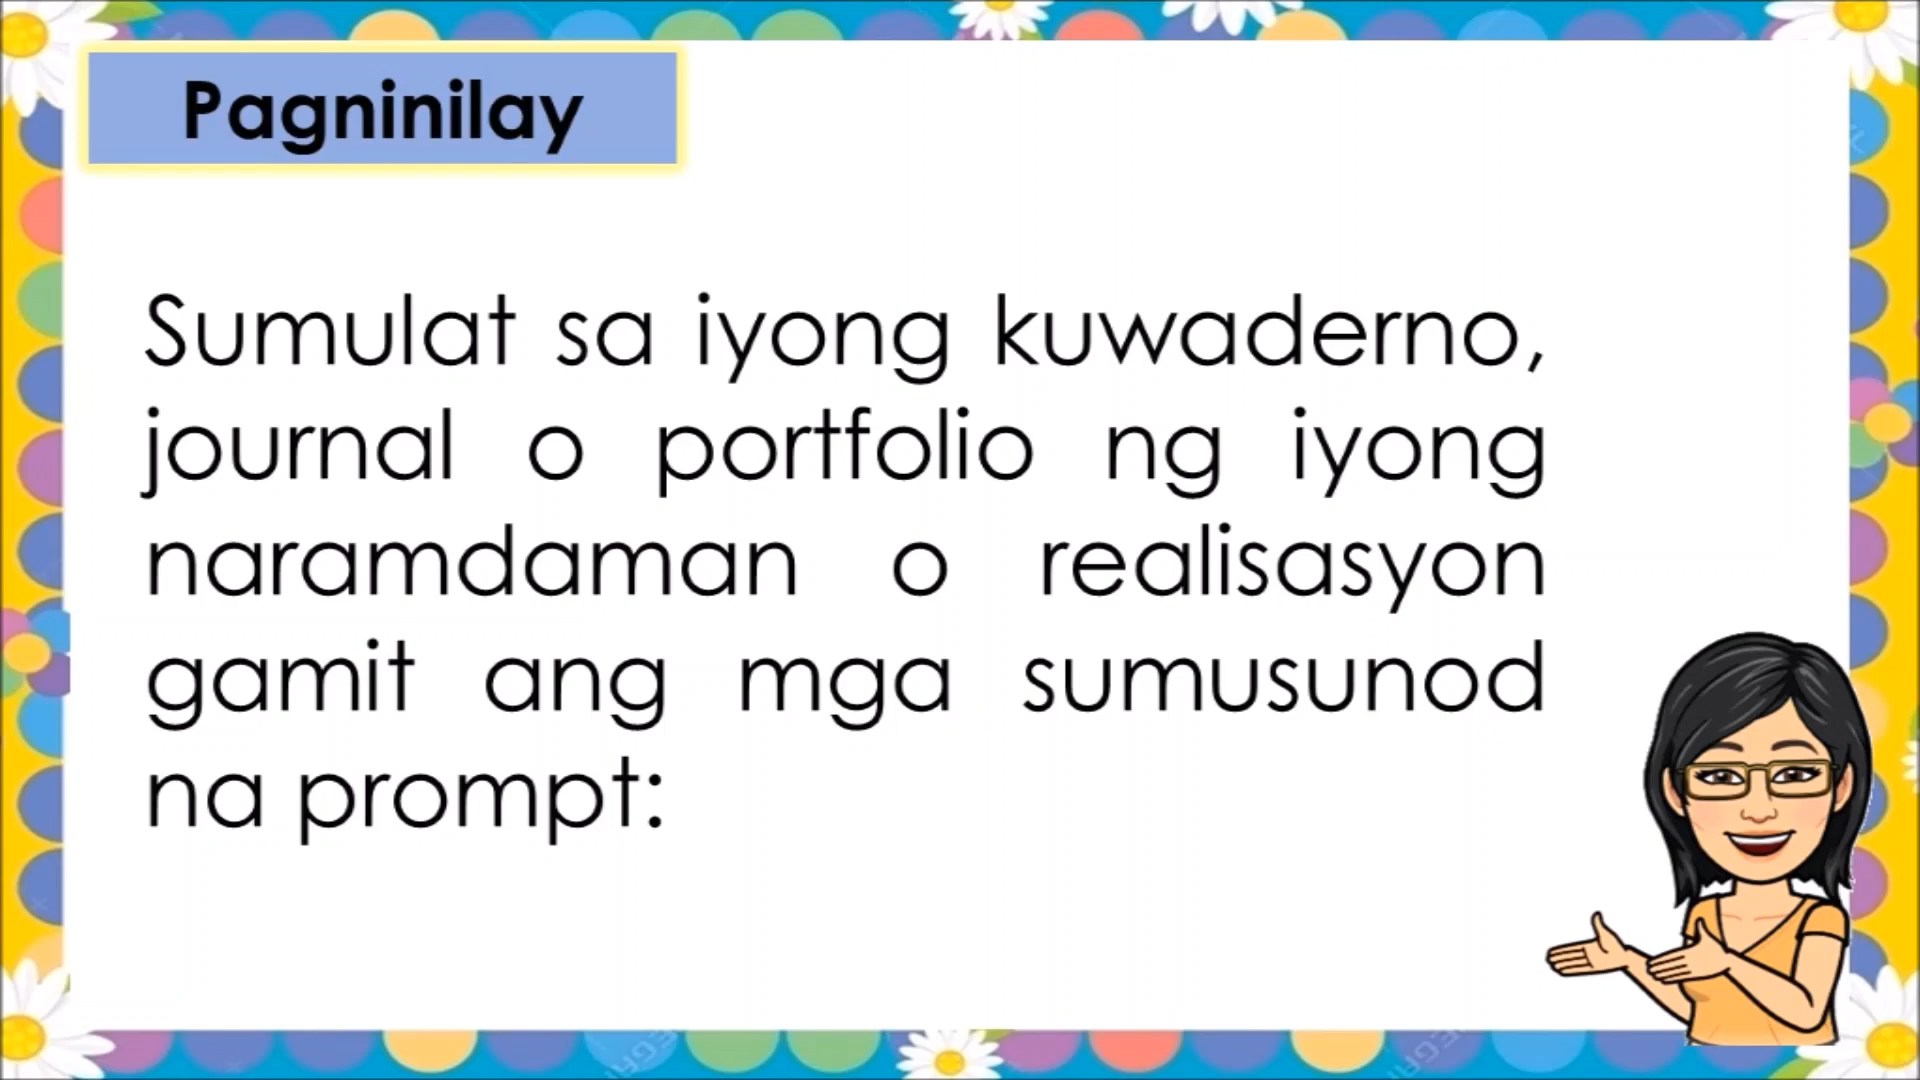 Pagninilay
Sumulat sa iyong kuwaderno,
journal o portfolio ng iyong
naramdaman o realisasyon
gamit ang mga sumusunod
na prompt: